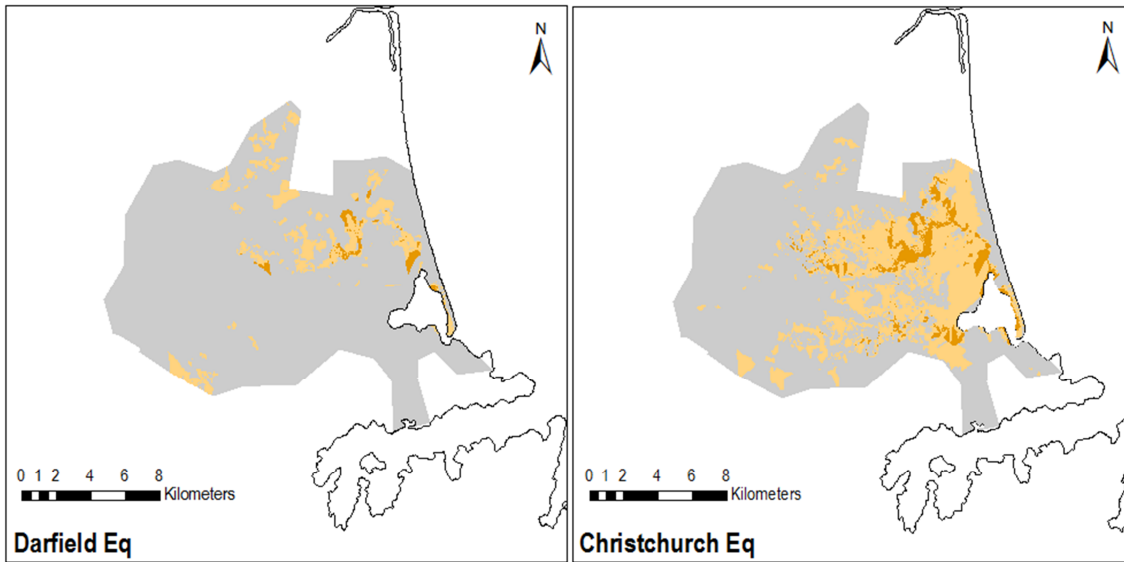 N
0 1 2 4 6 8
Kilometers
Darfield Eq
N
0 1 2 4 6 8
Kilometers
Christchurch Eq